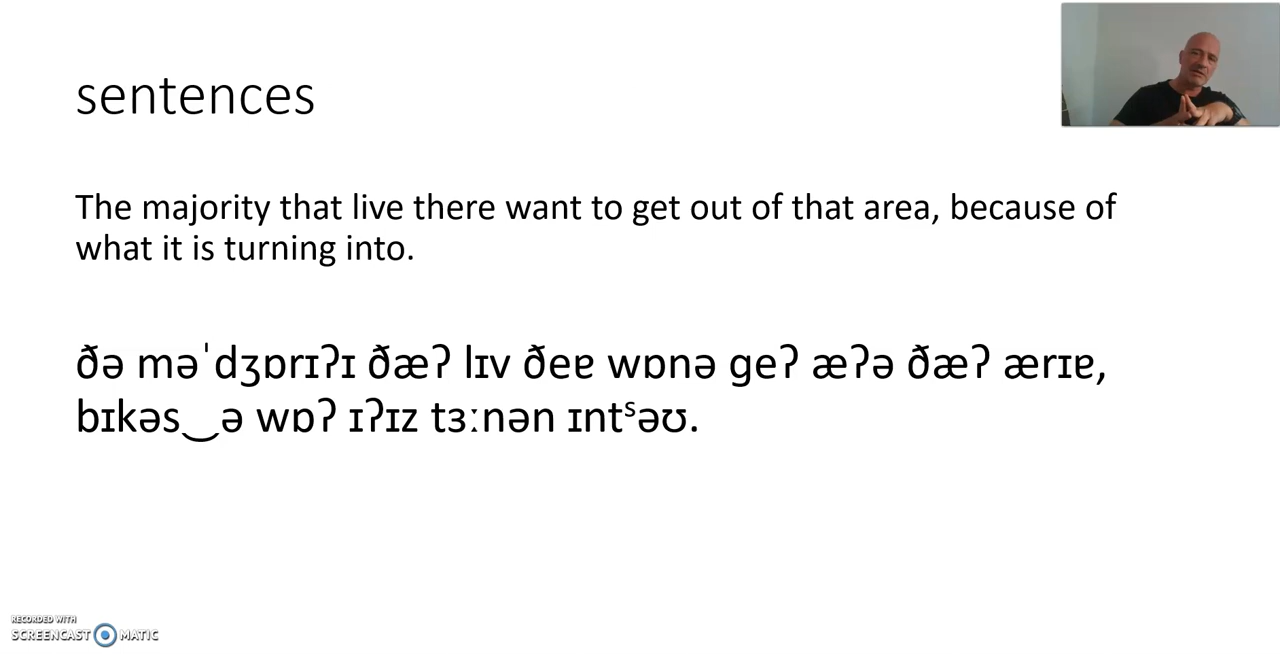 sentences
The majority that live there want to get out of that area, because of
what it is turning into.
ðə məˈdʒɒrɪʔɪ ðæʔ lɪv ðeɐ wɒnə geʔ æʔə ðæʔ ærɪɐ,
bɪkəs‿ə wɒʔ ɪʔɪz tɜːnən ɪntˢəʊ.
RECORDED WITH
SCREENCAST MATIC